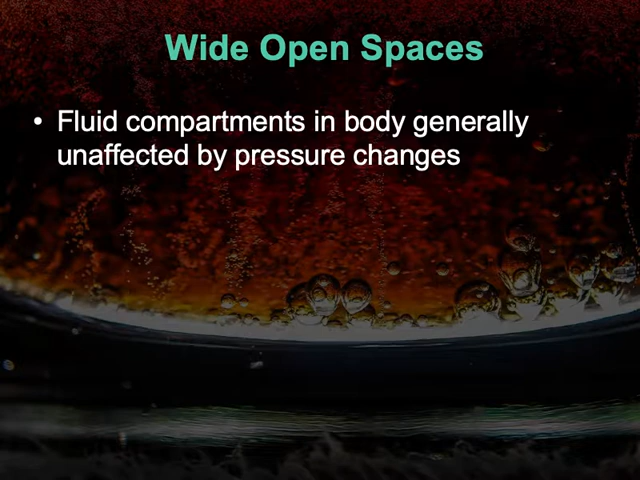 Wide Open Spaces
• Fluid compartments in body generally
unaffected by pressure changes